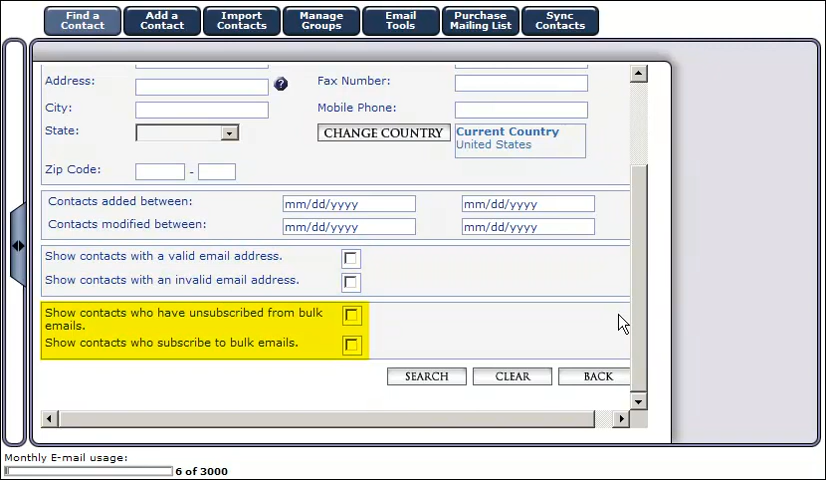 Find a Contact
Add a Contact
Import Contacts
Manage Groups
Email Tools
Purchase Mailing List
Sync Contacts
Address:
?
Fax Number:
City:
Mobile Phone:
State:
CHANGE COUNTRY
Current Country
United States
Zip Code:
-
Contacts added between:
mm/dd/yyyy
mm/dd/yyyy
Contacts modified between:
mm/dd/yyyy
mm/dd/yyyy
Show contacts with a valid email address.
Show contacts with an invalid email address.
Show contacts who have unsubscribed from bulk
emails.
Show contacts who subscribe to bulk emails.
SEARCH
CLEAR
BACK
Monthly E-mail usage:
6 of 3000